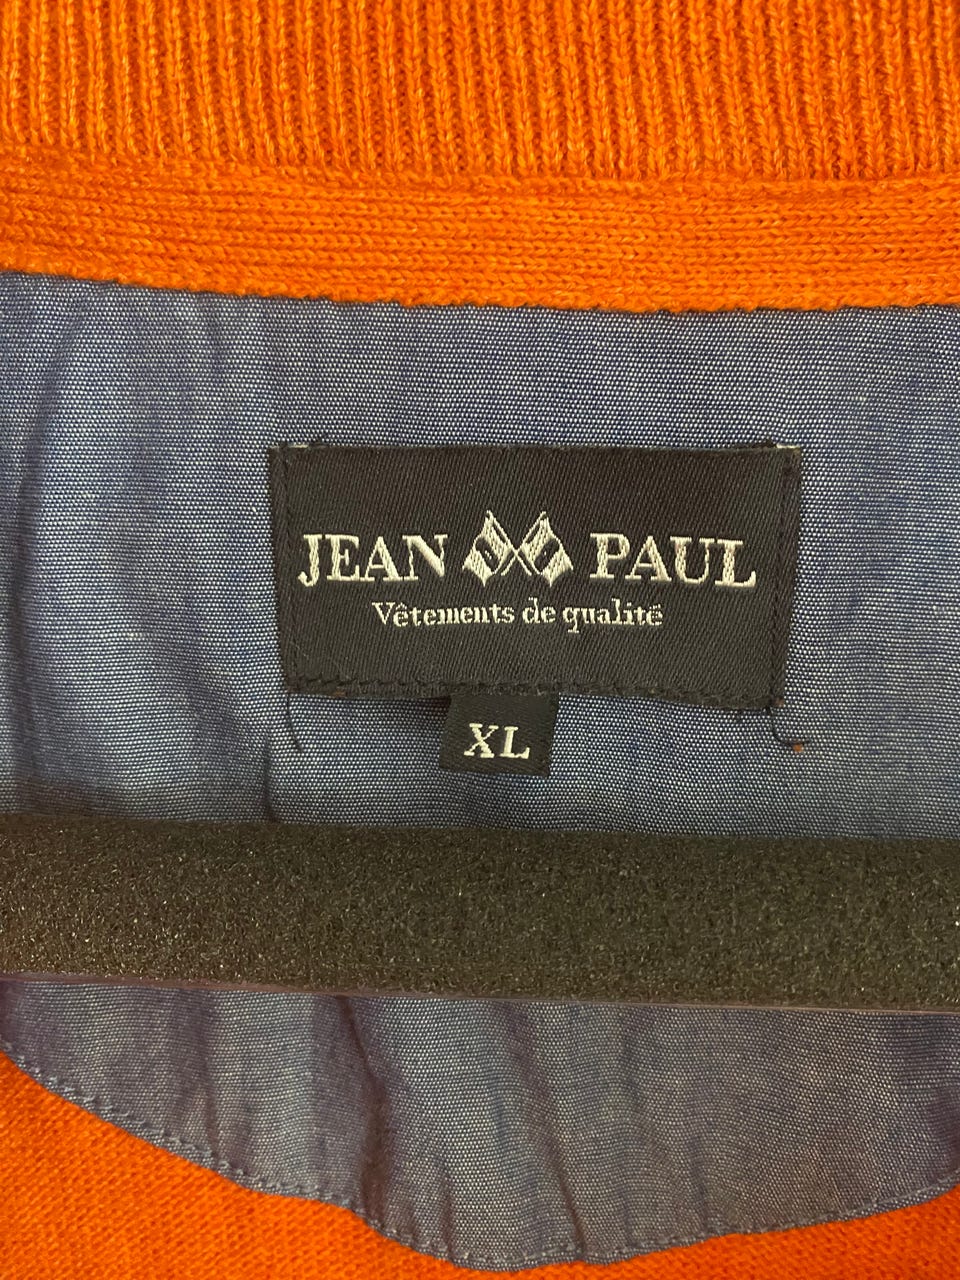 JEAN PAUL
Vêtements de qualité
XL